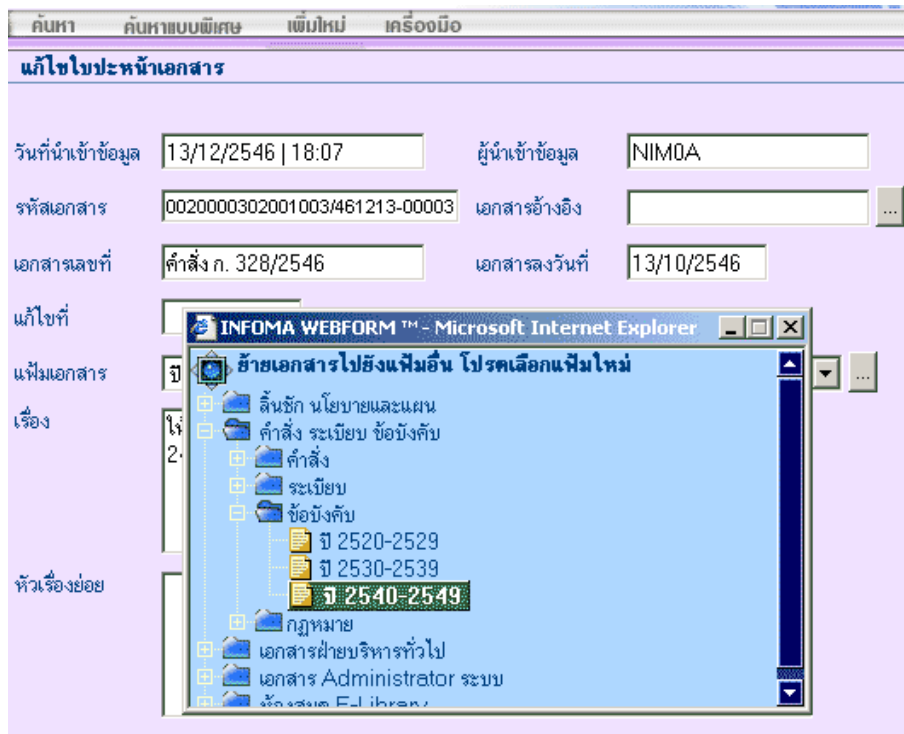 ค้นหา ค้นหาแบบพิเศษ เพิ่มใหม่ เครื่องมือ
แก้ไขใบปะหน้าเอกสาร
วันที่นำเข้าข้อมูล 13/12/2546 | 18:07 ผู้นำเข้าข้อมูล NIM0A
รหัสเอกสาร 0020000302001003/461213-00003 เอกสารอ้างอิง ...
เอกสารเลขที่ คำสั่ง ก. 328/2546 เอกสารลงวันที่ 13/10/2546
แก้ไขที่
INFOMA WEBFORM ™ - Microsoft Internet Explorer
แฟ้มเอกสาร ปี ...
ย้ายเอกสารไปยังแฟ้มอื่น โปรดเลือกแฟ้มใหม่
ลิ้นชัก นโยบายและแผน
เรื่อง
คำสั่ง ระเบียบ ข้อบังคับ
คำสั่ง
ระเบียบ
ข้อบังคับ
ปี 2520-2529
ปี 2530-2539
หัวเรื่องย่อย
ปี 2540-2549
กฎหมาย
เอกสารฝ่ายบริหารทั่วไป
เอกสาร Administrator ระบบ
ห้องสมุด E-Library